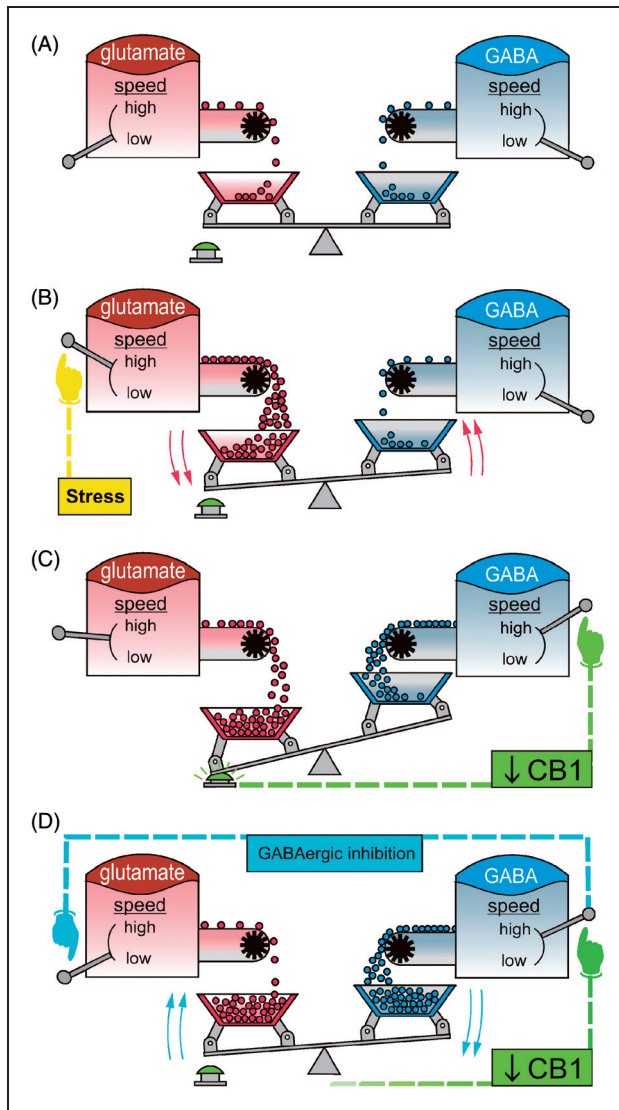 (A)
glutamate
speed
high
low
GABA
speed
high
low
(B)
glutamate
speed
high
low
GABA
speed
high
low
Stress
(C)
glutamate
speed
high
low
GABA
speed
high
low
↓ CB1
(D)
GABAergic inhibition
glutamate
speed
high
low
GABA
speed
high
low
↓ CB1